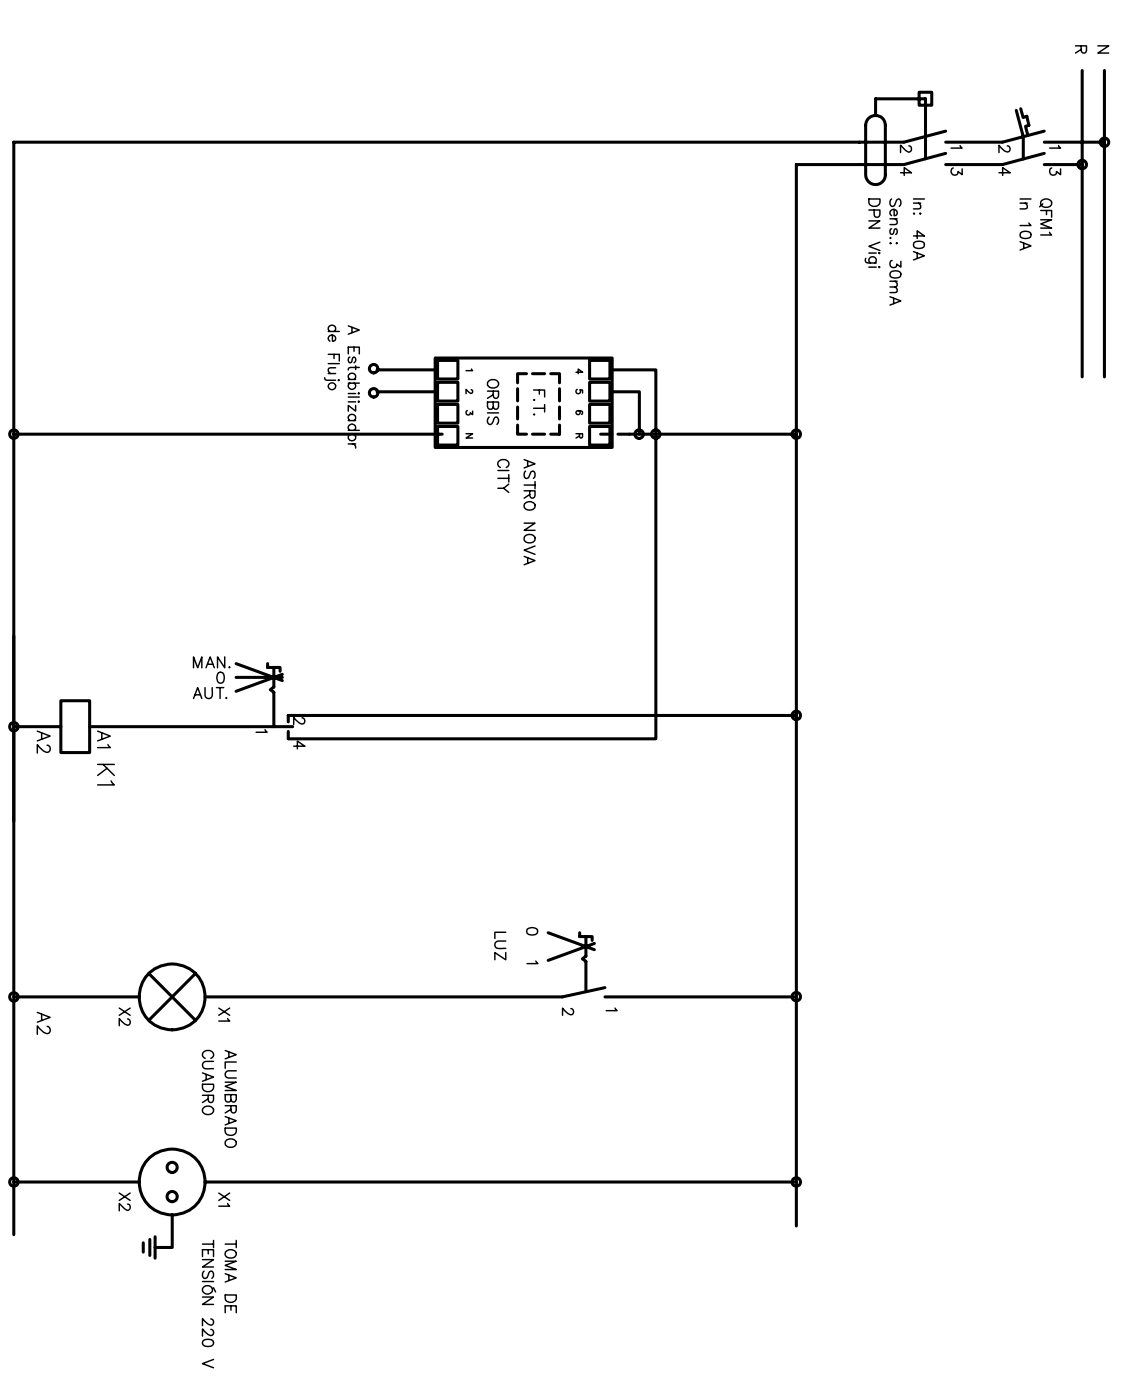 N
R
1
3
2
4
QFM1
In 10A
1
3
2
4
In: 40A
Sens.: 30mA
DPN Vigi
4
5
6
R
F.T.
ORBIS
1
2
3
N
ASTRO NOVA
CITY
A Estabilizador
de Flujo
2
4
1
MAN.
0
AUT.
A1
K1
A2
0
1
LUZ
1
2
X1
X2
A2
ALUMBRADO
CUADRO
X1
X2
TOMA DE
TENSIÓN 220 V